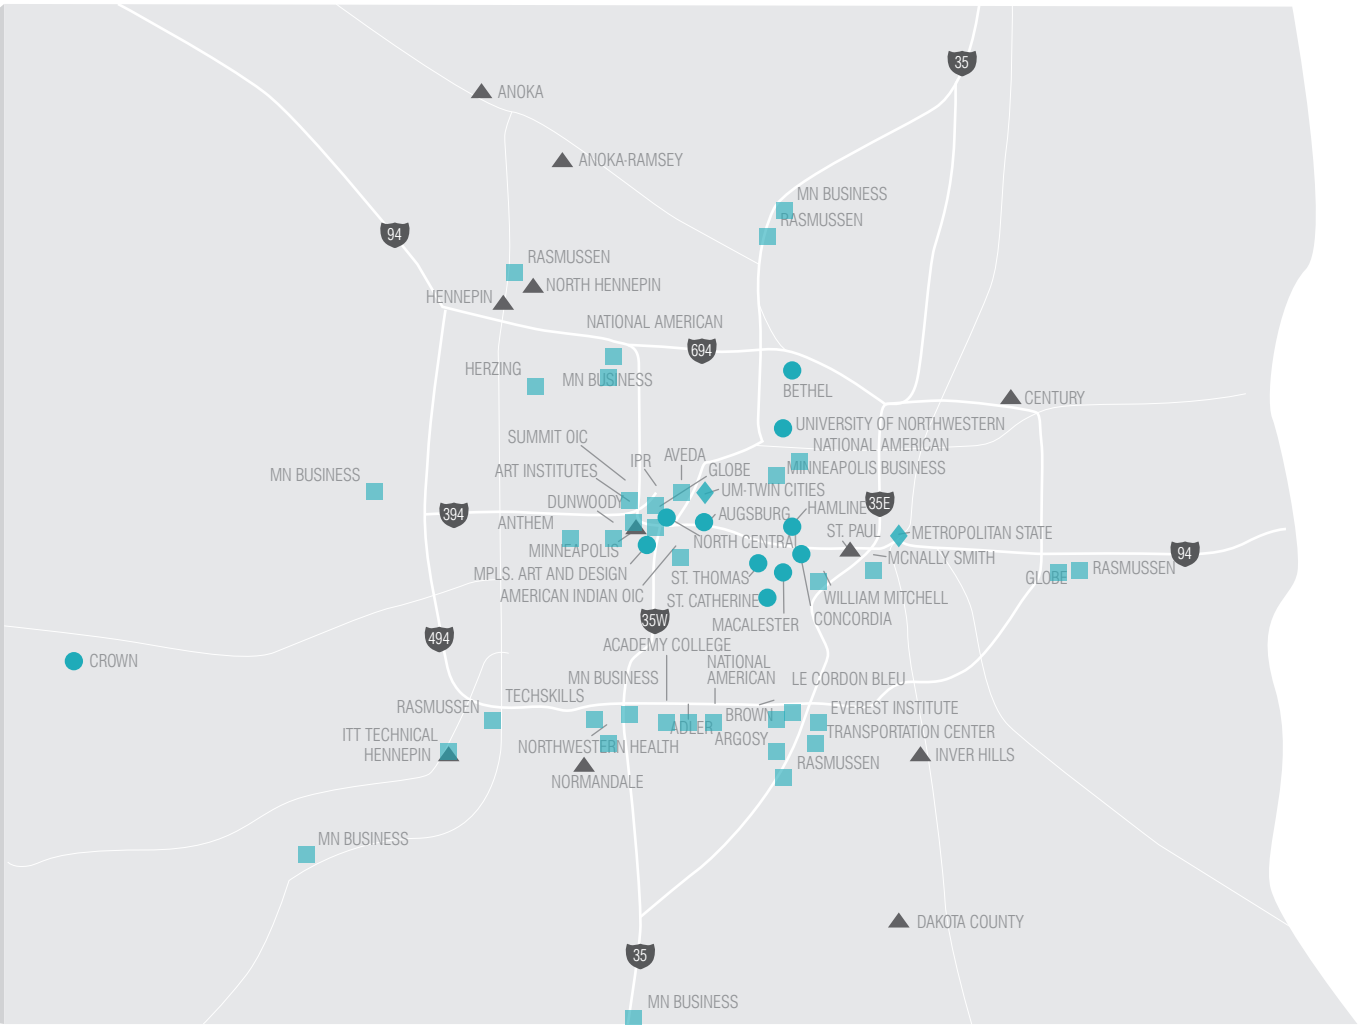 35
ANOKA
ANOKA-RAMSEY
MN BUSINESS
RASMUSSEN
94
RASMUSSEN
NORTH HENNEPIN
HENNEPIN
NATIONAL AMERICAN
694
HERZING
MN BUSINESS
BETHEL
CENTURY
UNIVERSITY OF NORTHWESTERN
SUMMIT OIC
NATIONAL AMERICAN
AVEDA
IPR
ART INSTITUTES
GLOBE
MINNEAPOLIS BUSINESS
MN BUSINESS
UM-TWIN CITIES
DUNWOODY
35E
HAMLINE
394
AUGSBURG
ANTHEM
ST. PAUL
METROPOLITAN STATE
NORTH CENTRAL
MINNEAPOLIS
94
MCNALLY SMITH
MPLS. ART AND DESIGN
ST. THOMAS
GLOBE
RASMUSSEN
AMERICAN INDIAN OIC
ST. CATHERINE
WILLIAM MITCHELL
35W
MACALESTER
CONCORDIA
494
ACADEMY COLLEGE
CROWN
NATIONAL
AMERICAN
MN BUSINESS
LE CORDON BLEU
TECHSKILLS
RASMUSSEN
BROWN
EVEREST INSTITUTE
ADLER
ITT TECHNICAL
ARGOSY
TRANSPORTATION CENTER
NORTHWESTERN HEALTH
HENNEPIN
INVER HILLS
RASMUSSEN
NORMANDALE
MN BUSINESS
DAKOTA COUNTY
35
MN BUSINESS